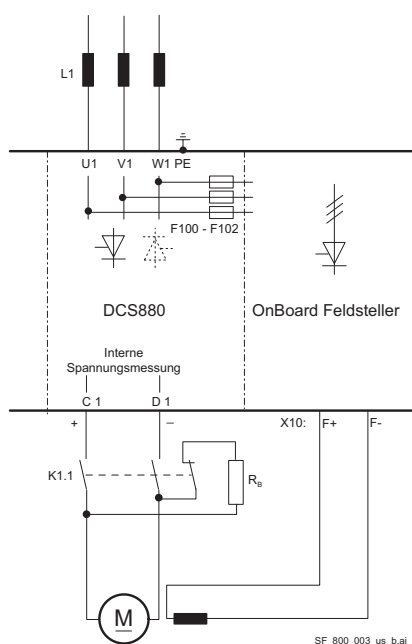 L1
U1 V1 W1 PE
F100 - F102
DCS880
OnBoard Feldsteller
Interne
Spannungsmessung
C 1 D 1
+ – X10: F+ F-
K1.1
RB
M
SF_800_003_us_b.ai